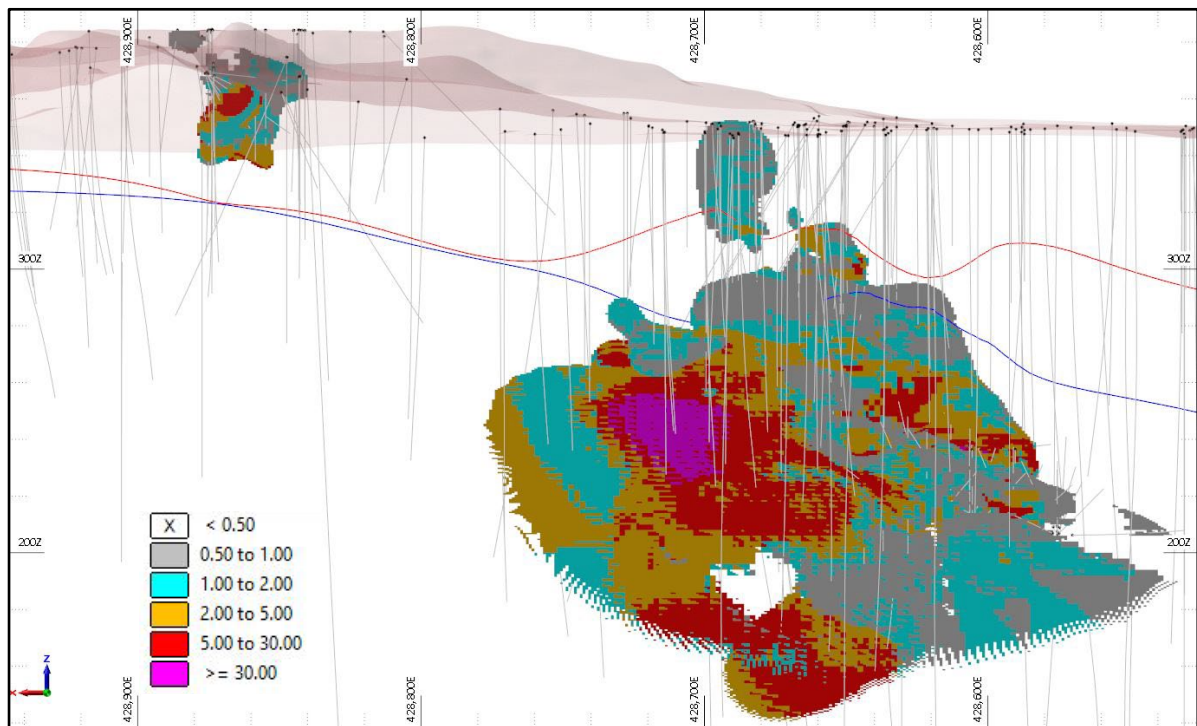 428,900E
428,800E
428,700E
428,600E
300Z
300Z
200Z
200Z
X < 0.50
0.50 to 1.00
1.00 to 2.00
2.00 to 5.00
5.00 to 30.00
>= 30.00
Z
X
428,900E
428,800E
428,700E
428,600E